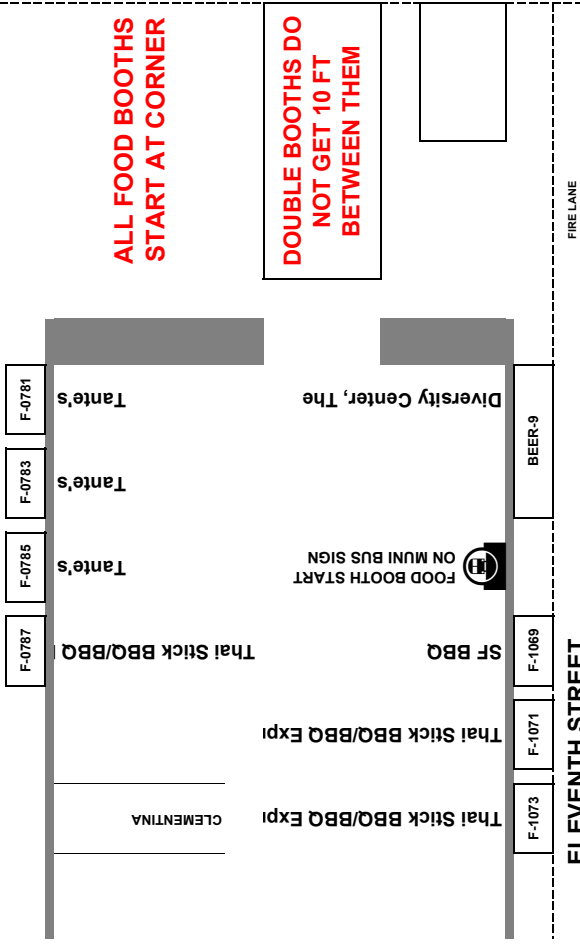 ALL FOOD BOOTHS
START AT CORNER
DOUBLE BOOTHS DO
NOT GET 10 FT
BETWEEN THEM
FIRE LANE
F-0781
Tante's
Diversity Center, The
BEER-9
F-0783
Tante's
F-0785
Tante's
FOOD BOOTH START
ON MUNI BUS SIGN
F-0787
Thai Stick BBQ/BBQ
SF BBQ
F-1069
Thai Stick BBQ/BBQ Expr
F-1071
CLEMENTINA
Thai Stick BBQ/BBQ Expr
F-1073
ELEVENTH STREET